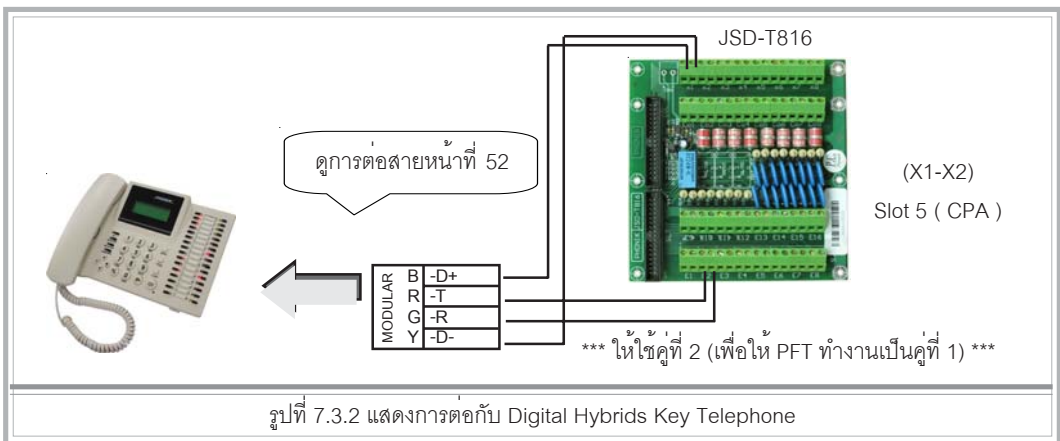 JSD-T816
ดูการต่อสายหน้าที่ 52
(X1-X2)
Slot 5 ( CPA )
MODULAR
B -D+
R -T
G -R
Y -D-
*** ให้ใช้คู่ที่ 2 (เพื่อให้ PFT ทำงานเป็นคู่ที่ 1) ***
รูปที่ 7.3.2 แสดงการต่อกับ Digital Hybrids Key Telephone